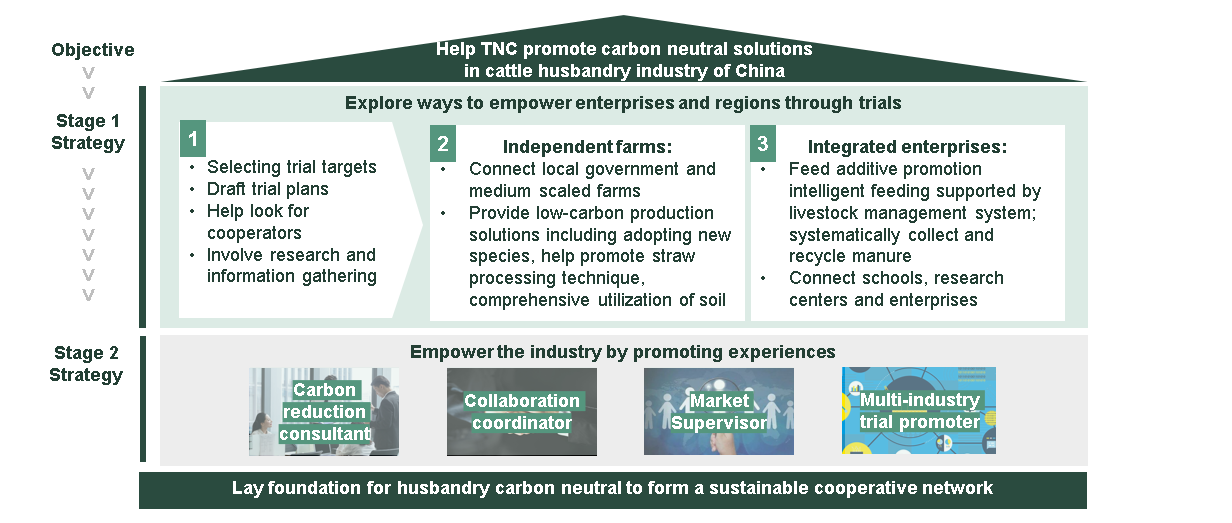 Objective
Help TNC promote carbon neutral solutions
in cattle husbandry industry of China
Stage 1
Strategy
Explore ways to empower enterprises and regions through trials
1
• Selecting trial targets
• Draft trial plans
• Help look for
cooperators
• Involve research and
information gathering
2
Independent farms:
• Connect local government and
medium scaled farms
• Provide low-carbon production
solutions including adopting new
species, help promote straw
processing technique,
comprehensive utilization of soil
3
Integrated enterprises:
• Feed additive promotion
intelligent feeding supported by
livestock management system;
systematically collect and
recycle manure
• Connect schools, research
centers and enterprises
Stage 2
Strategy
Empower the industry by promoting experiences
Carbon
reduction
consultant
Collaboration
coordinator
Market
Supervisor
Multi-industry
trial promoter
Lay foundation for husbandry carbon neutral to form a sustainable cooperative network